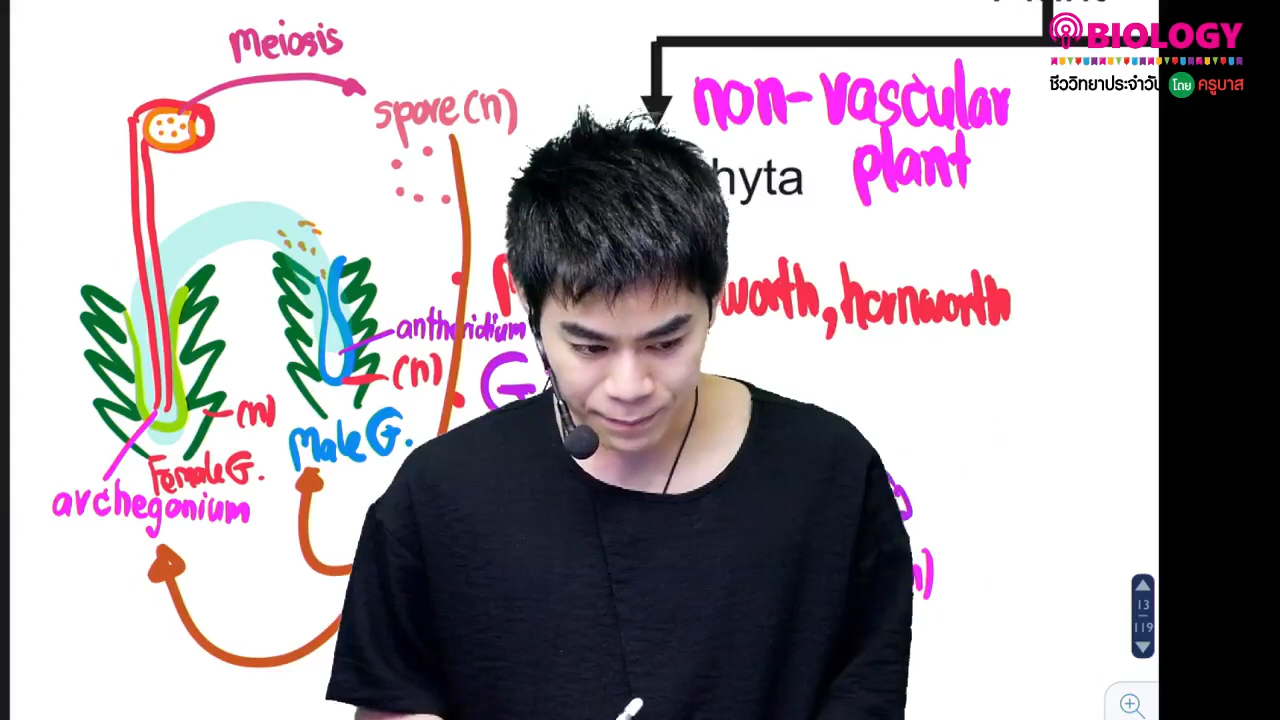 BIOLOGY
ชีววิทยาประจำวัน
โดย ครูบาส
Meiosis
spore (n)
non-vascular
plant
hyta
worth, hornworth
antheridium
(n)
G
(n)
Male G.
Female G.
archegonium
13
119